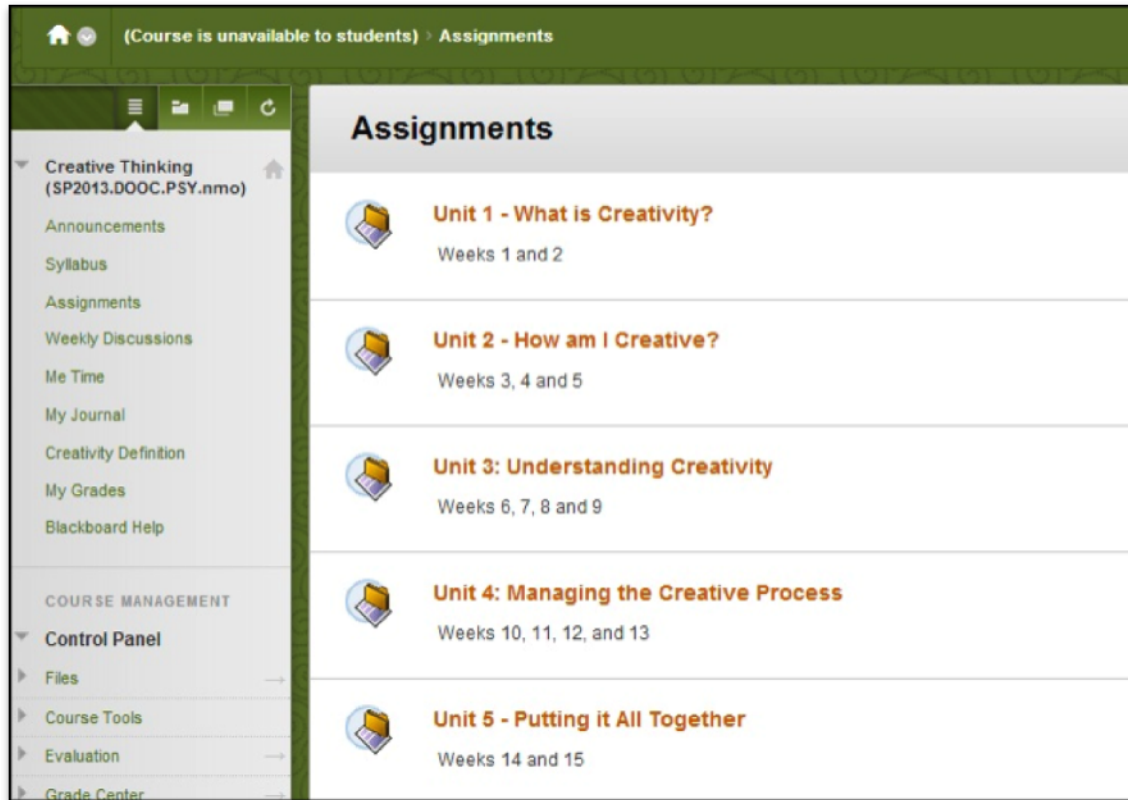 (Course is unavailable to students) > Assignments
Creative Thinking
(SP2013.DOOC.PSY.nmo)
Announcements
Syllabus
Assignments
Weekly Discussions
Me Time
My Journal
Creativity Definition
My Grades
Blackboard Help
COURSE MANAGEMENT
Control Panel
Files
Course Tools
Evaluation
Grade Center
Assignments
Unit 1 - What is Creativity?
Weeks 1 and 2
Unit 2 - How am I Creative?
Weeks 3, 4 and 5
Unit 3: Understanding Creativity
Weeks 6, 7, 8 and 9
Unit 4: Managing the Creative Process
Weeks 10, 11, 12, and 13
Unit 5 - Putting it All Together
Weeks 14 and 15